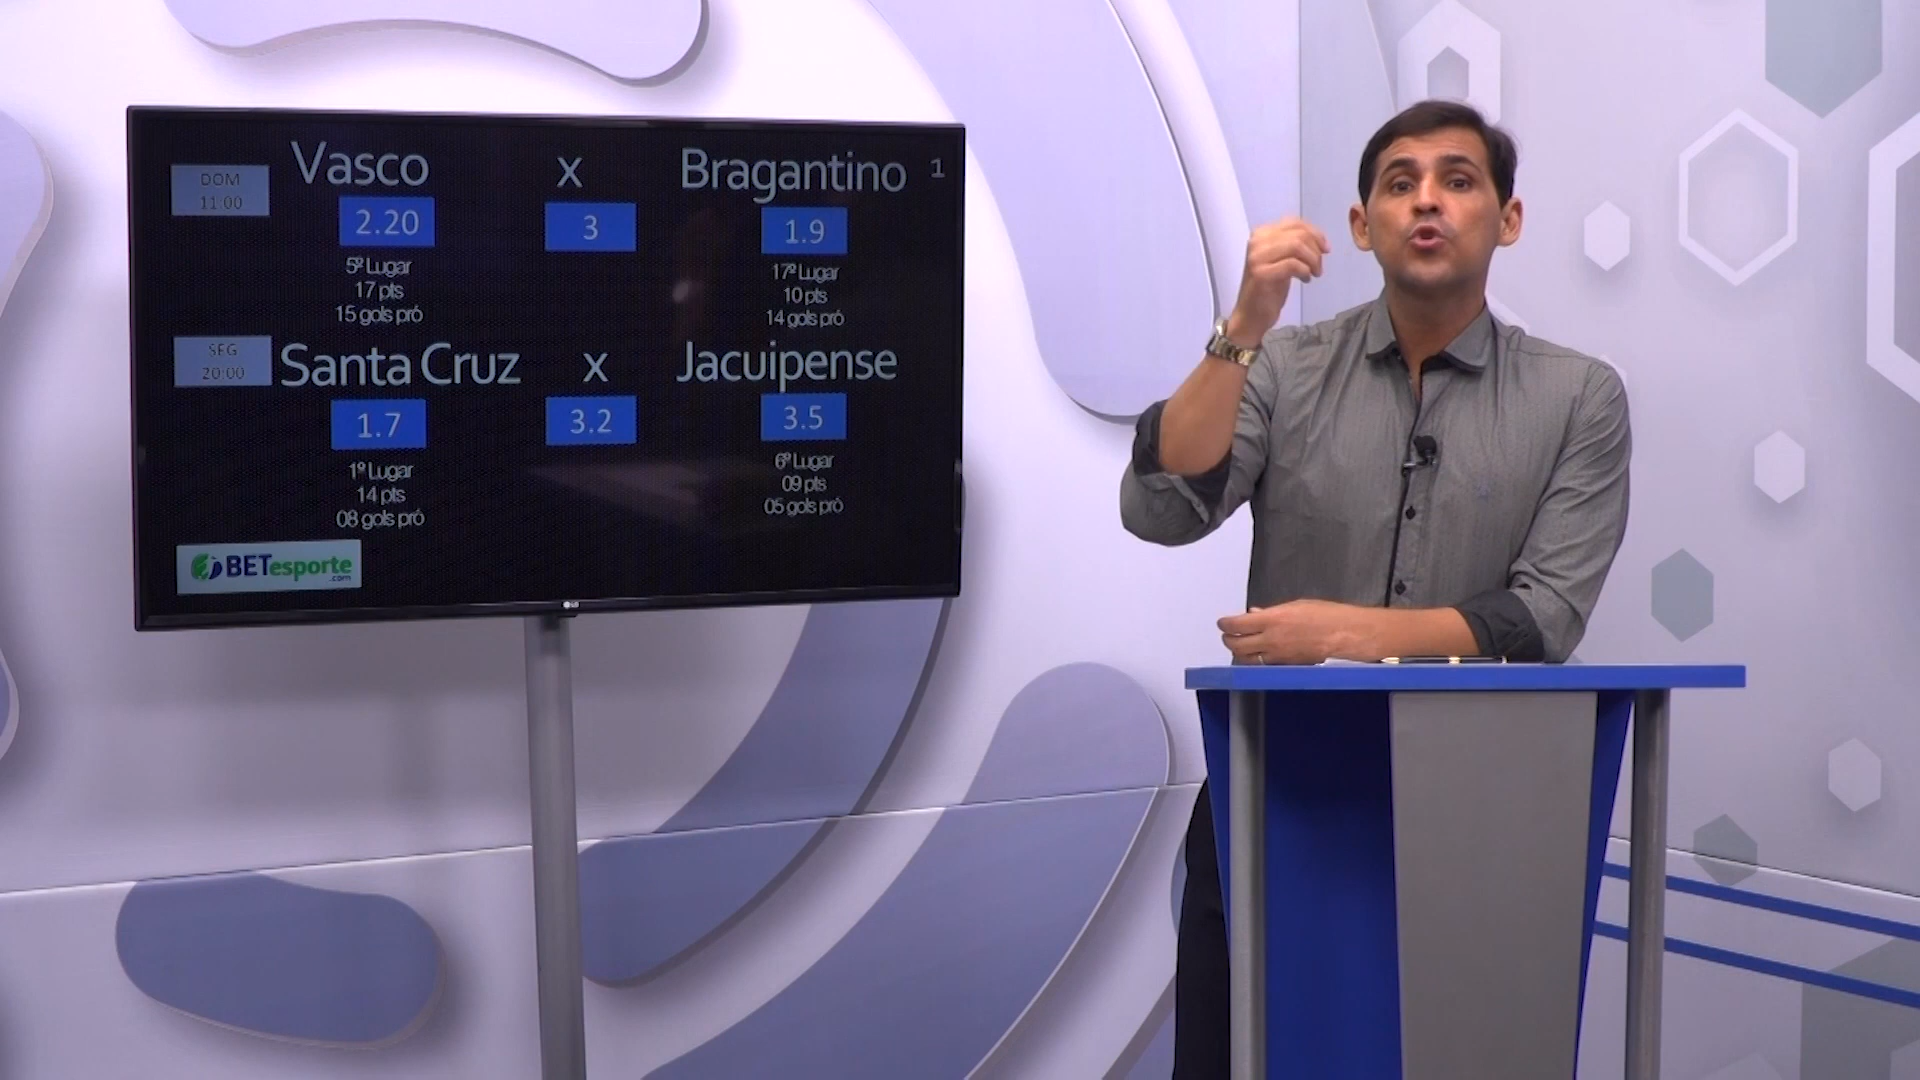 Vasco X Bragantino 1
DOM
11:00
2.20 3 1.9
5º Lugar
17 pts
15 gols pró
17º Lugar
10 pts
14 gols pró
Santa Cruz X Jacuipense
SEG
20:00
1.7 3.2 3.5
1º Lugar
14 pts
08 gols pró
6º Lugar
09 pts
05 gols pró
BETesporte
.com
LG